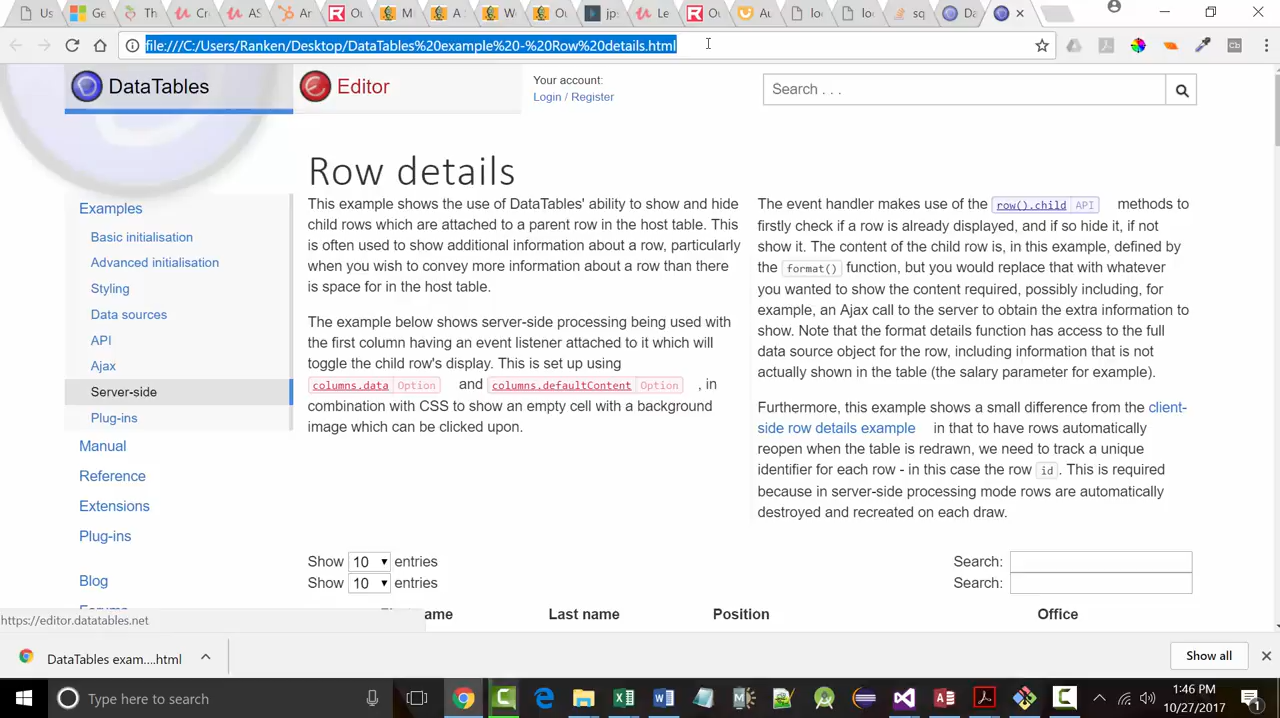 Us
Ge
Th
Cr
AS
Ar
Ou
M
A
W
Ou
jp
Le
Ou
Au
loc
loc
sq
Da
file:///C:/Users/Ranken/Desktop/DataTables%20example%20-%20Row%20details.html
DataTables
Editor
Your account:
Login / Register
Search . . .
Row details
Examples
Basic initialisation
Advanced initialisation
Styling
Data sources
API
Ajax
Server-side
Plug-ins
Manual
Reference
Extensions
Plug-ins
Blog
This example shows the use of DataTables' ability to show and hide
child rows which are attached to a parent row in the host table. This
is often used to show additional information about a row, particularly
when you wish to convey more information about a row than there
is space for in the host table.
The example below shows server-side processing being used with
the first column having an event listener attached to it which will
toggle the child row's display. This is set up using
columns.data Option and columns.defaultContent Option , in
combination with CSS to show an empty cell with a background
image which can be clicked upon.
The event handler makes use of the row().child API methods to
firstly check if a row is already displayed, and if so hide it, if not
show it. The content of the child row is, in this example, defined by
the format() function, but you would replace that with whatever
you wanted to show the content required, possibly including, for
example, an Ajax call to the server to obtain the extra information to
show. Note that the format details function has access to the full
data source object for the row, including information that is not
actually shown in the table (the salary parameter for example).
Furthermore, this example shows a small difference from the client-
side row details example in that to have rows automatically
reopen when the table is redrawn, we need to track a unique
identifier for each row - in this case the row id. This is required
because in server-side processing mode rows are automatically
destroyed and recreated on each draw.
Show 10 entries
Search:
Show 10 entries
Search:
ame
Last name
Position
Office
https://editor.datatables.net
DataTables exam....html
Show all
Type here to search
1:46 PM
10/27/2017